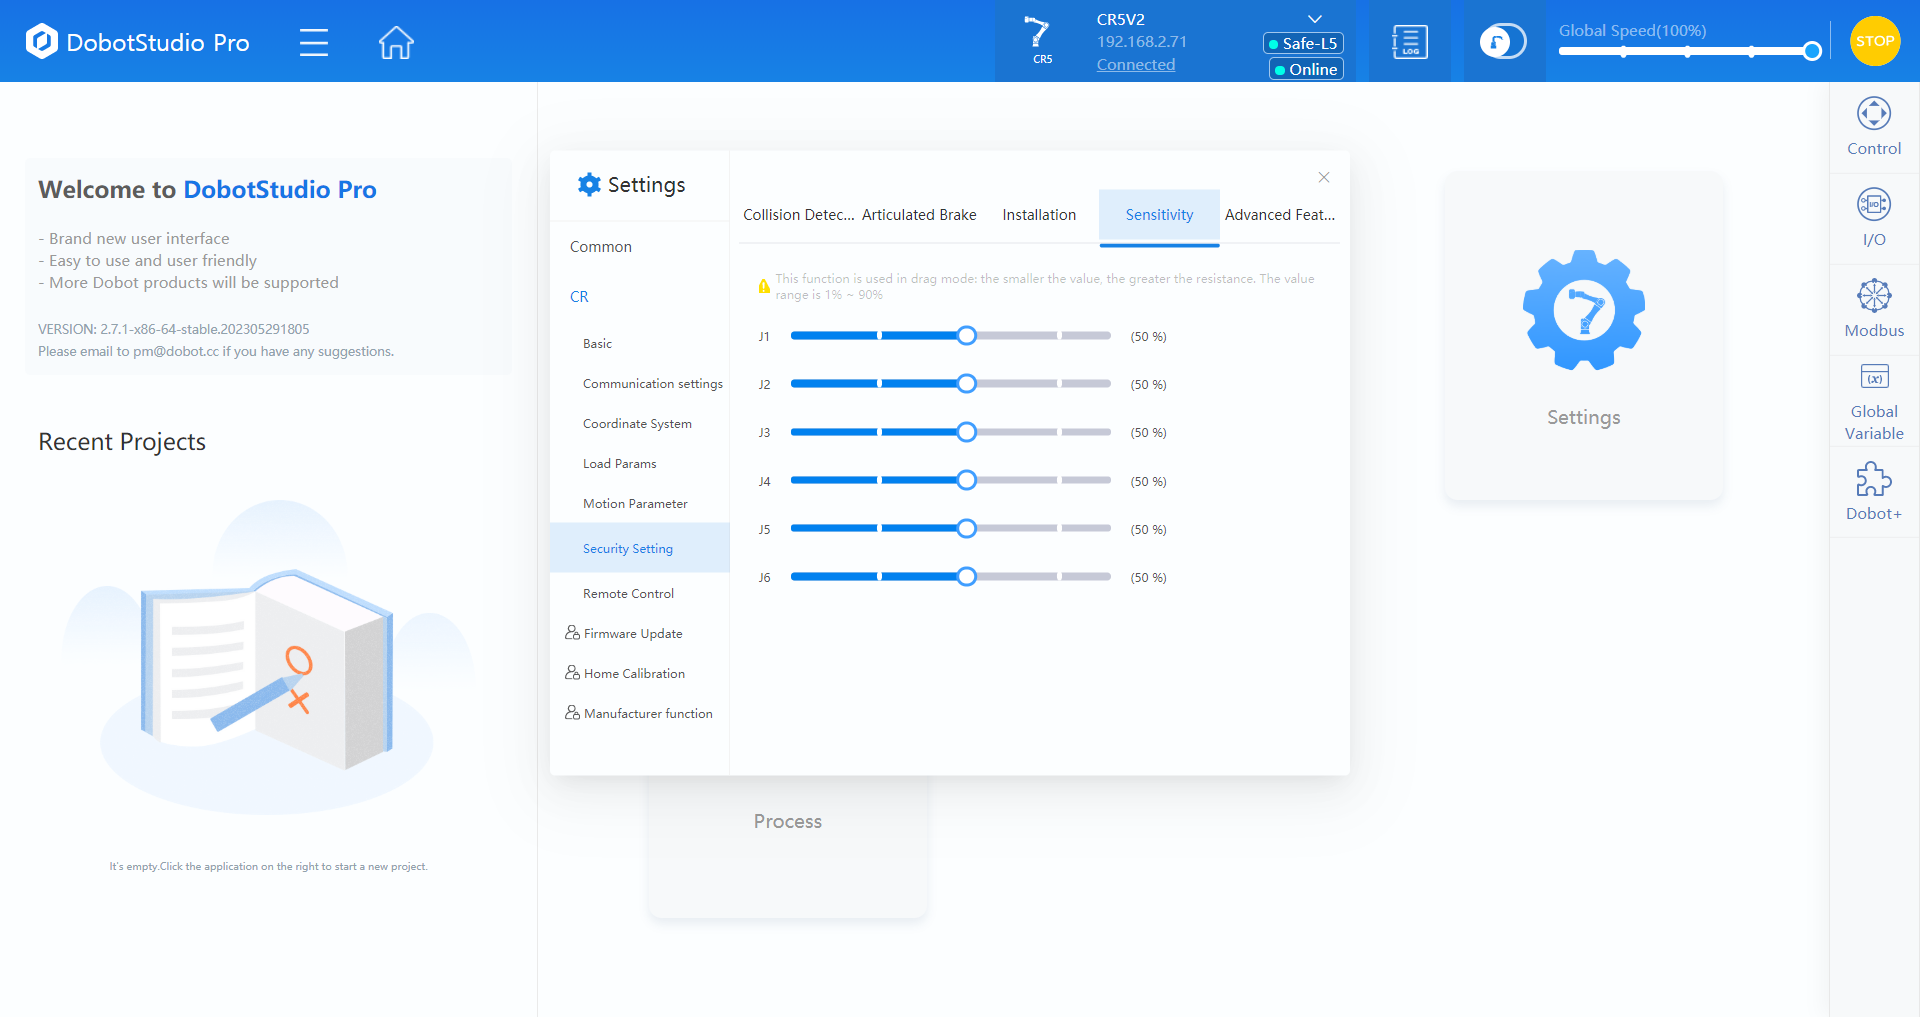 DobotStudio Pro
CR5
CR5V2
192.168.2.71
Connected
Safe-L5
Online
LOG
Global Speed(100%)
STOP
Welcome to DobotStudio Pro
- Brand new user interface
- Easy to use and user friendly
- More Dobot products will be supported
VERSION: 2.7.1-x86-64-stable.202305291805
Please email to pm@dobot.cc if you have any suggestions.
Recent Projects
It's empty.Click the application on the right to start a new project.
Settings
Common
CR
Basic
Communication settings
Coordinate System
Load Params
Motion Parameter
Security Setting
Remote Control
Firmware Update
Home Calibration
Manufacturer function
Collision Detec... Articulated Brake Installation Sensitivity Advanced Feat...
This function is used in drag mode: the smaller the value, the greater the resistance. The value
range is 1% ~ 90%
J1 (50 %)
J2 (50 %)
J3 (50 %)
J4 (50 %)
J5 (50 %)
J6 (50 %)
Process
Settings
Control
I/O
I/O
Modbus
(x)
Global
Variable
Dobot+